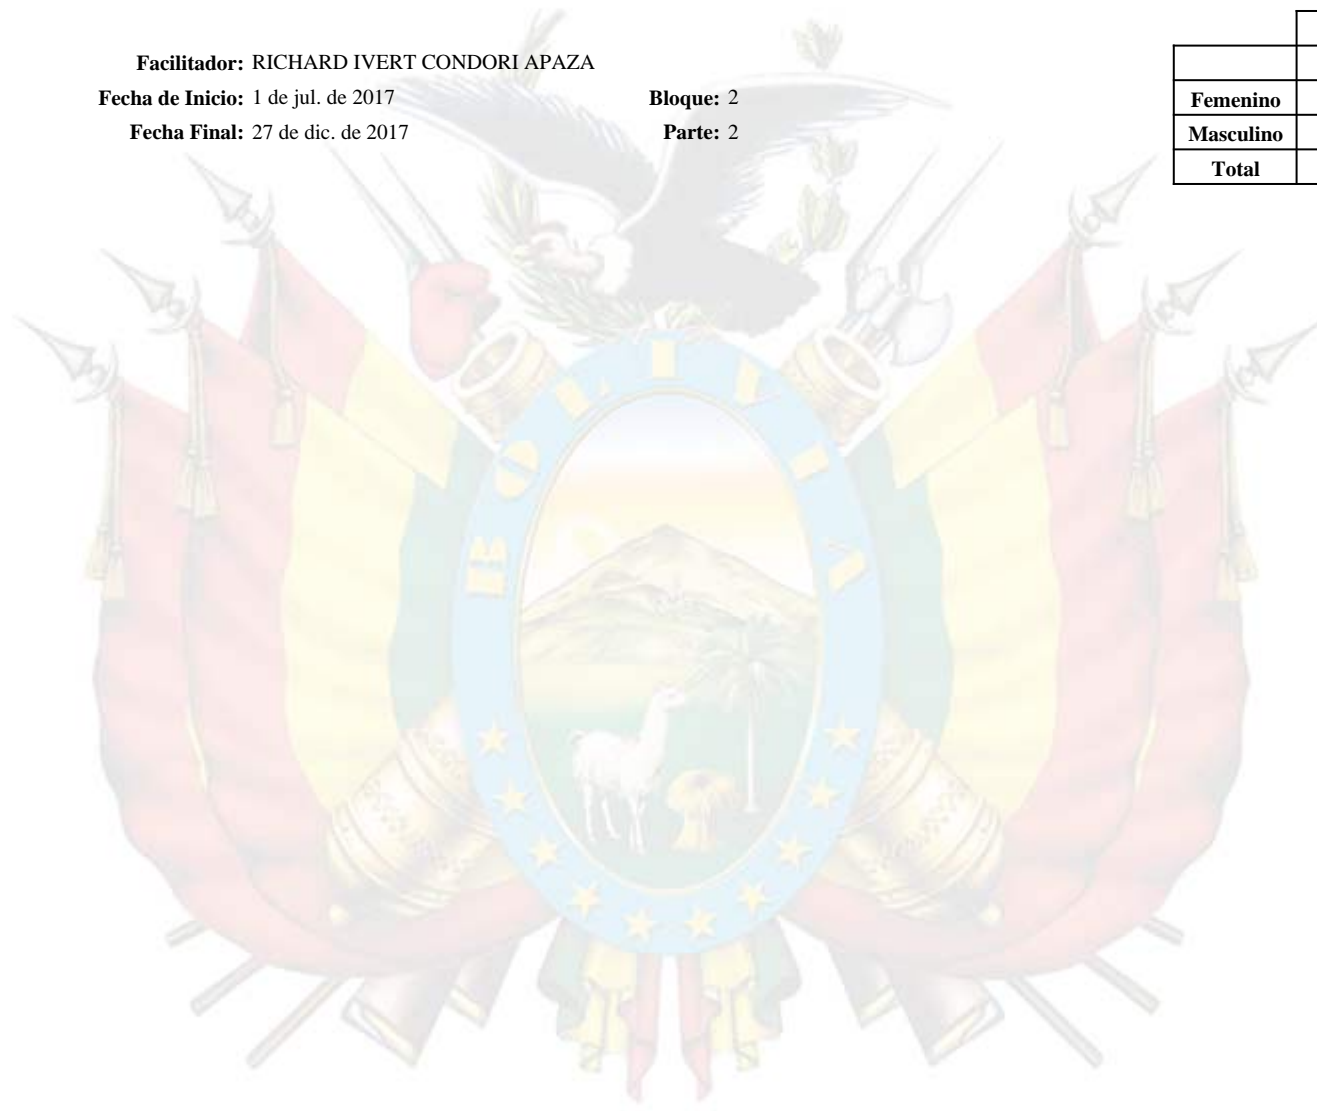 Facilitador: RICHARD IVERT CONDORI APAZA
Fecha de Inicio: 1 de jul. de 2017 Bloque: 2
Fecha Final: 27 de dic. de 2017 Parte: 2
Femenino
Masculino
Total
BOLIVIA